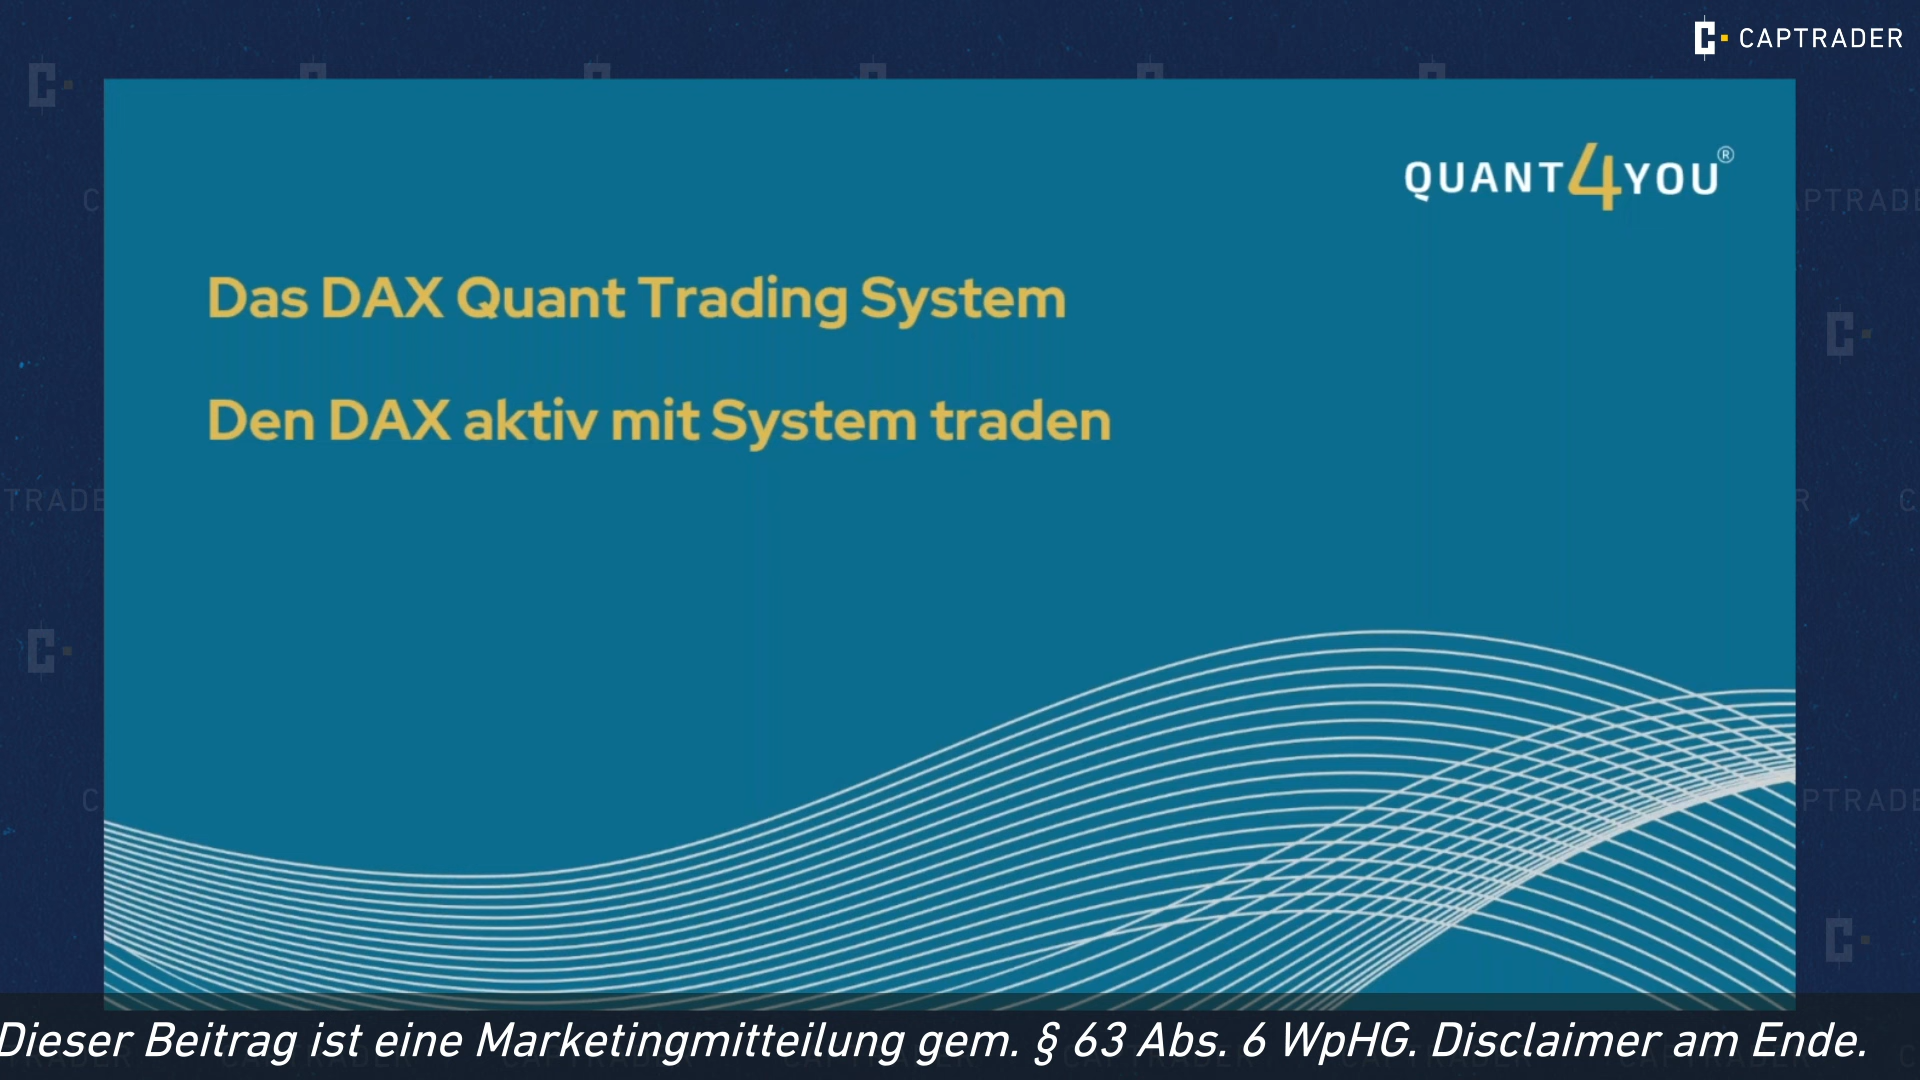 CAPTRADER
QUANT4YOU®
Das DAX Quant Trading System
Den DAX aktiv mit System traden
Dieser Beitrag ist eine Marketingmitteilung gem. § 63 Abs. 6 WpHG. Disclaimer am Ende.